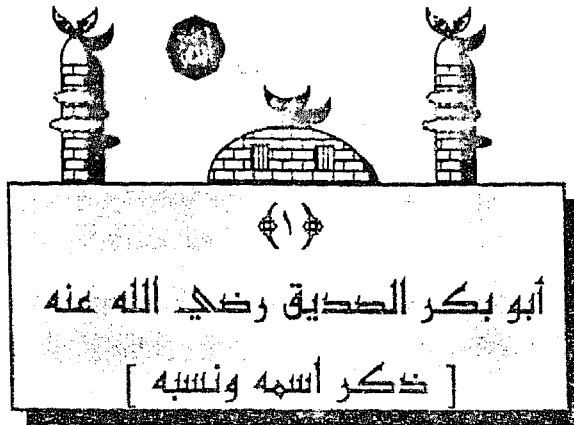 ﴿١﴾
أبو بكر الصديق رضي الله عنه
[ ذكر اسمه ونسبه ]